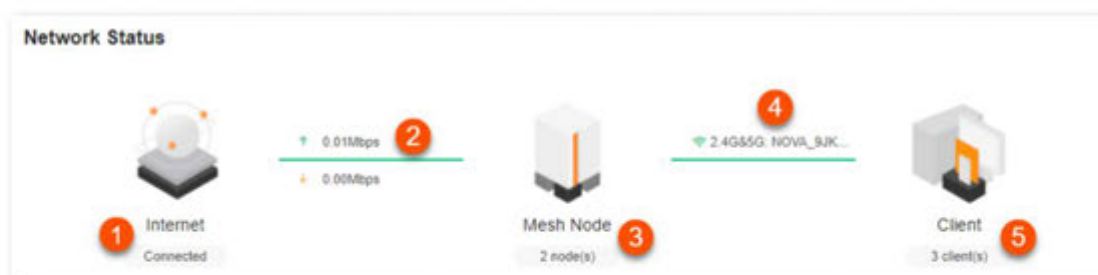 Network Status
4
2
0.01Mbps
2.4G&5G: NOVA_9JK...
0.00Mbps
Internet
Mesh Node
Client
1
3
5
Connected
2 node(s)
3 client(s)